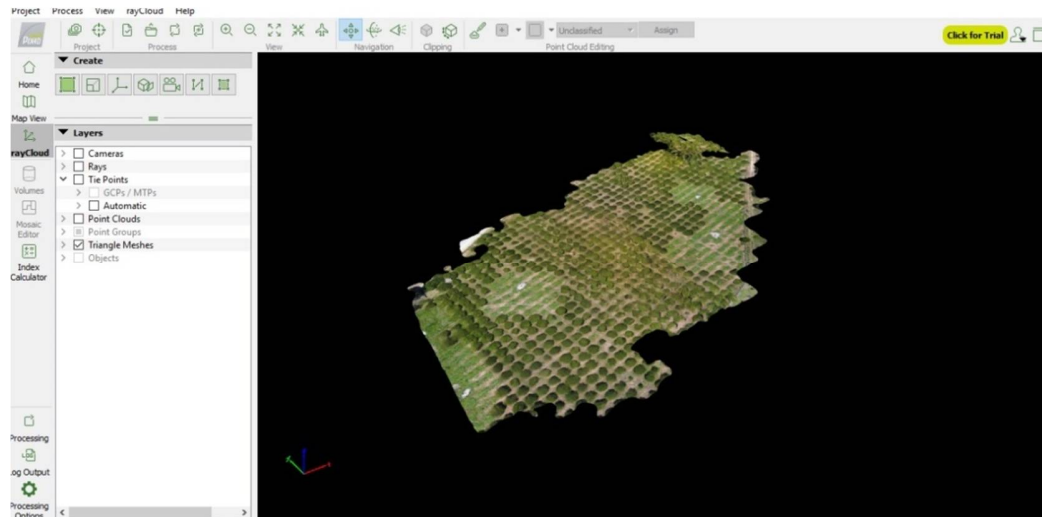 Project Process View rayCloud Help
Project Process View Navigation Clipping Point Cloud Editing
Unclassified Assign
Click for Trial
Home
Map View
rayCloud
Volumes
Mosaic
Editor
Index
Calculator
Processing
og Output
Processing
Options
Create
Layers
Cameras
Rays
Tie Points
GCPs / MTPs
Automatic
Point Clouds
Point Groups
Triangle Meshes
Objects